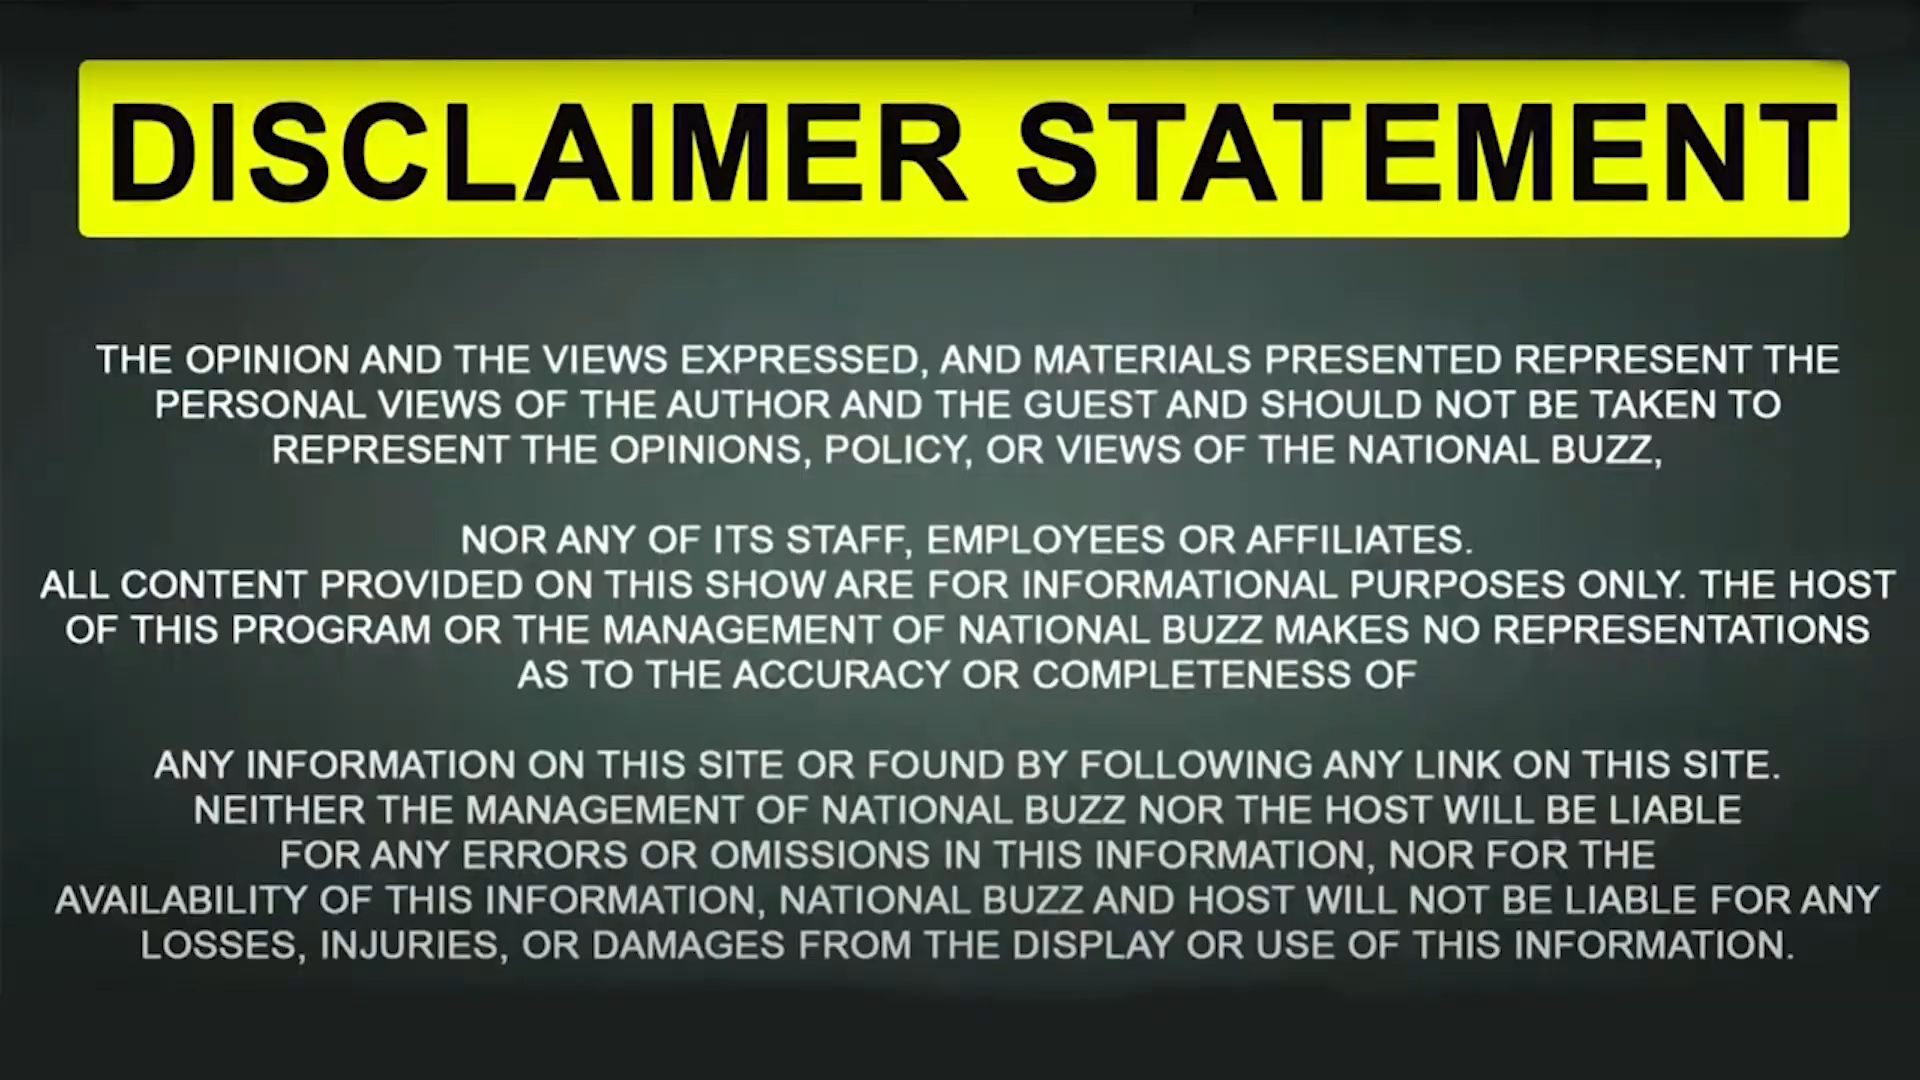 DISCLAIMER STATEMENT
THE OPINION AND THE VIEWS EXPRESSED, AND MATERIALS PRESENTED REPRESENT THE
PERSONAL VIEWS OF THE AUTHOR AND THE GUEST AND SHOULD NOT BE TAKEN TO
REPRESENT THE OPINIONS, POLICY, OR VIEWS OF THE NATIONAL BUZZ,
NOR ANY OF ITS STAFF, EMPLOYEES OR AFFILIATES.
ALL CONTENT PROVIDED ON THIS SHOW ARE FOR INFORMATIONAL PURPOSES ONLY. THE HOST
OF THIS PROGRAM OR THE MANAGEMENT OF NATIONAL BUZZ MAKES NO REPRESENTATIONS
AS TO THE ACCURACY OR COMPLETENESS OF
ANY INFORMATION ON THIS SITE OR FOUND BY FOLLOWING ANY LINK ON THIS SITE.
NEITHER THE MANAGEMENT OF NATIONAL BUZZ NOR THE HOST WILL BE LIABLE
FOR ANY ERRORS OR OMISSIONS IN THIS INFORMATION, NOR FOR THE
AVAILABILITY OF THIS INFORMATION, NATIONAL BUZZ AND HOST WILL NOT BE LIABLE FOR ANY
LOSSES, INJURIES, OR DAMAGES FROM THE DISPLAY OR USE OF THIS INFORMATION.